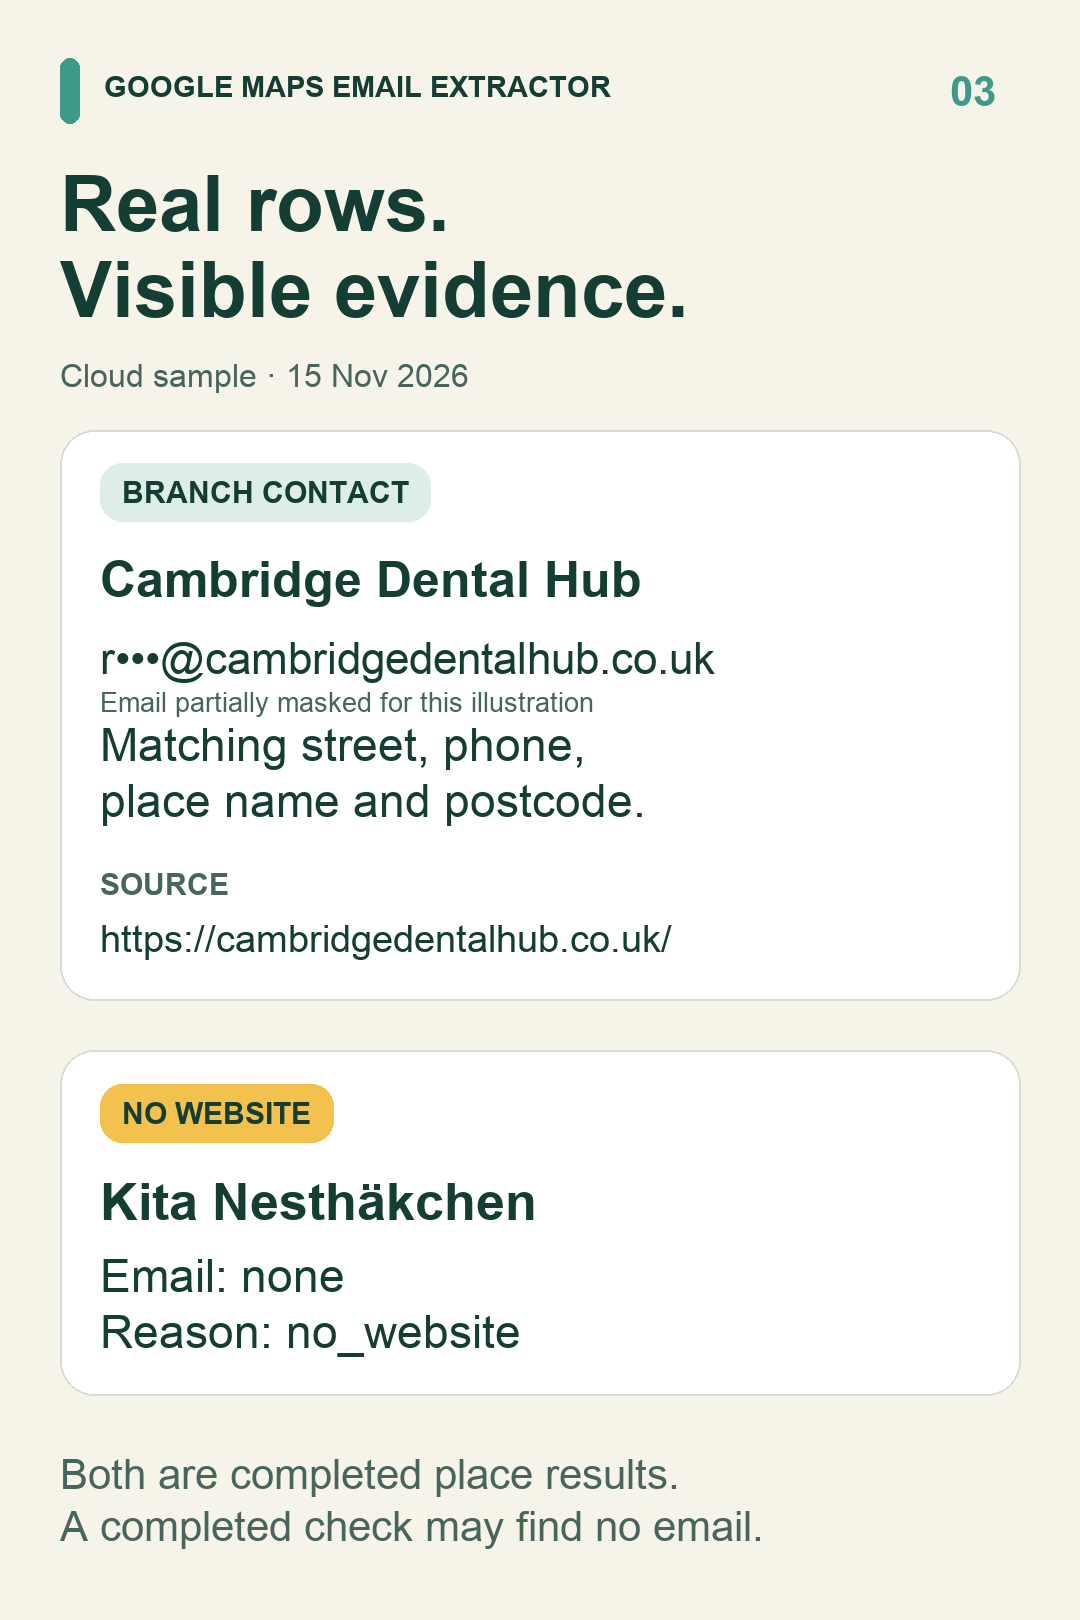 GOOGLE MAPS EMAIL EXTRACTOR
03
Real rows.
Visible evidence.
Cloud sample · 15 Nov 2026
BRANCH CONTACT
Cambridge Dental Hub
r•••@cambridgedentalhub.co.uk
Email partially masked for this illustration
Matching street, phone,
place name and postcode.
SOURCE
https://cambridgedentalhub.co.uk/
NO WEBSITE
Kita Nesthäkchen
Email: none
Reason: no_website
Both are completed place results.
A completed check may find no email.